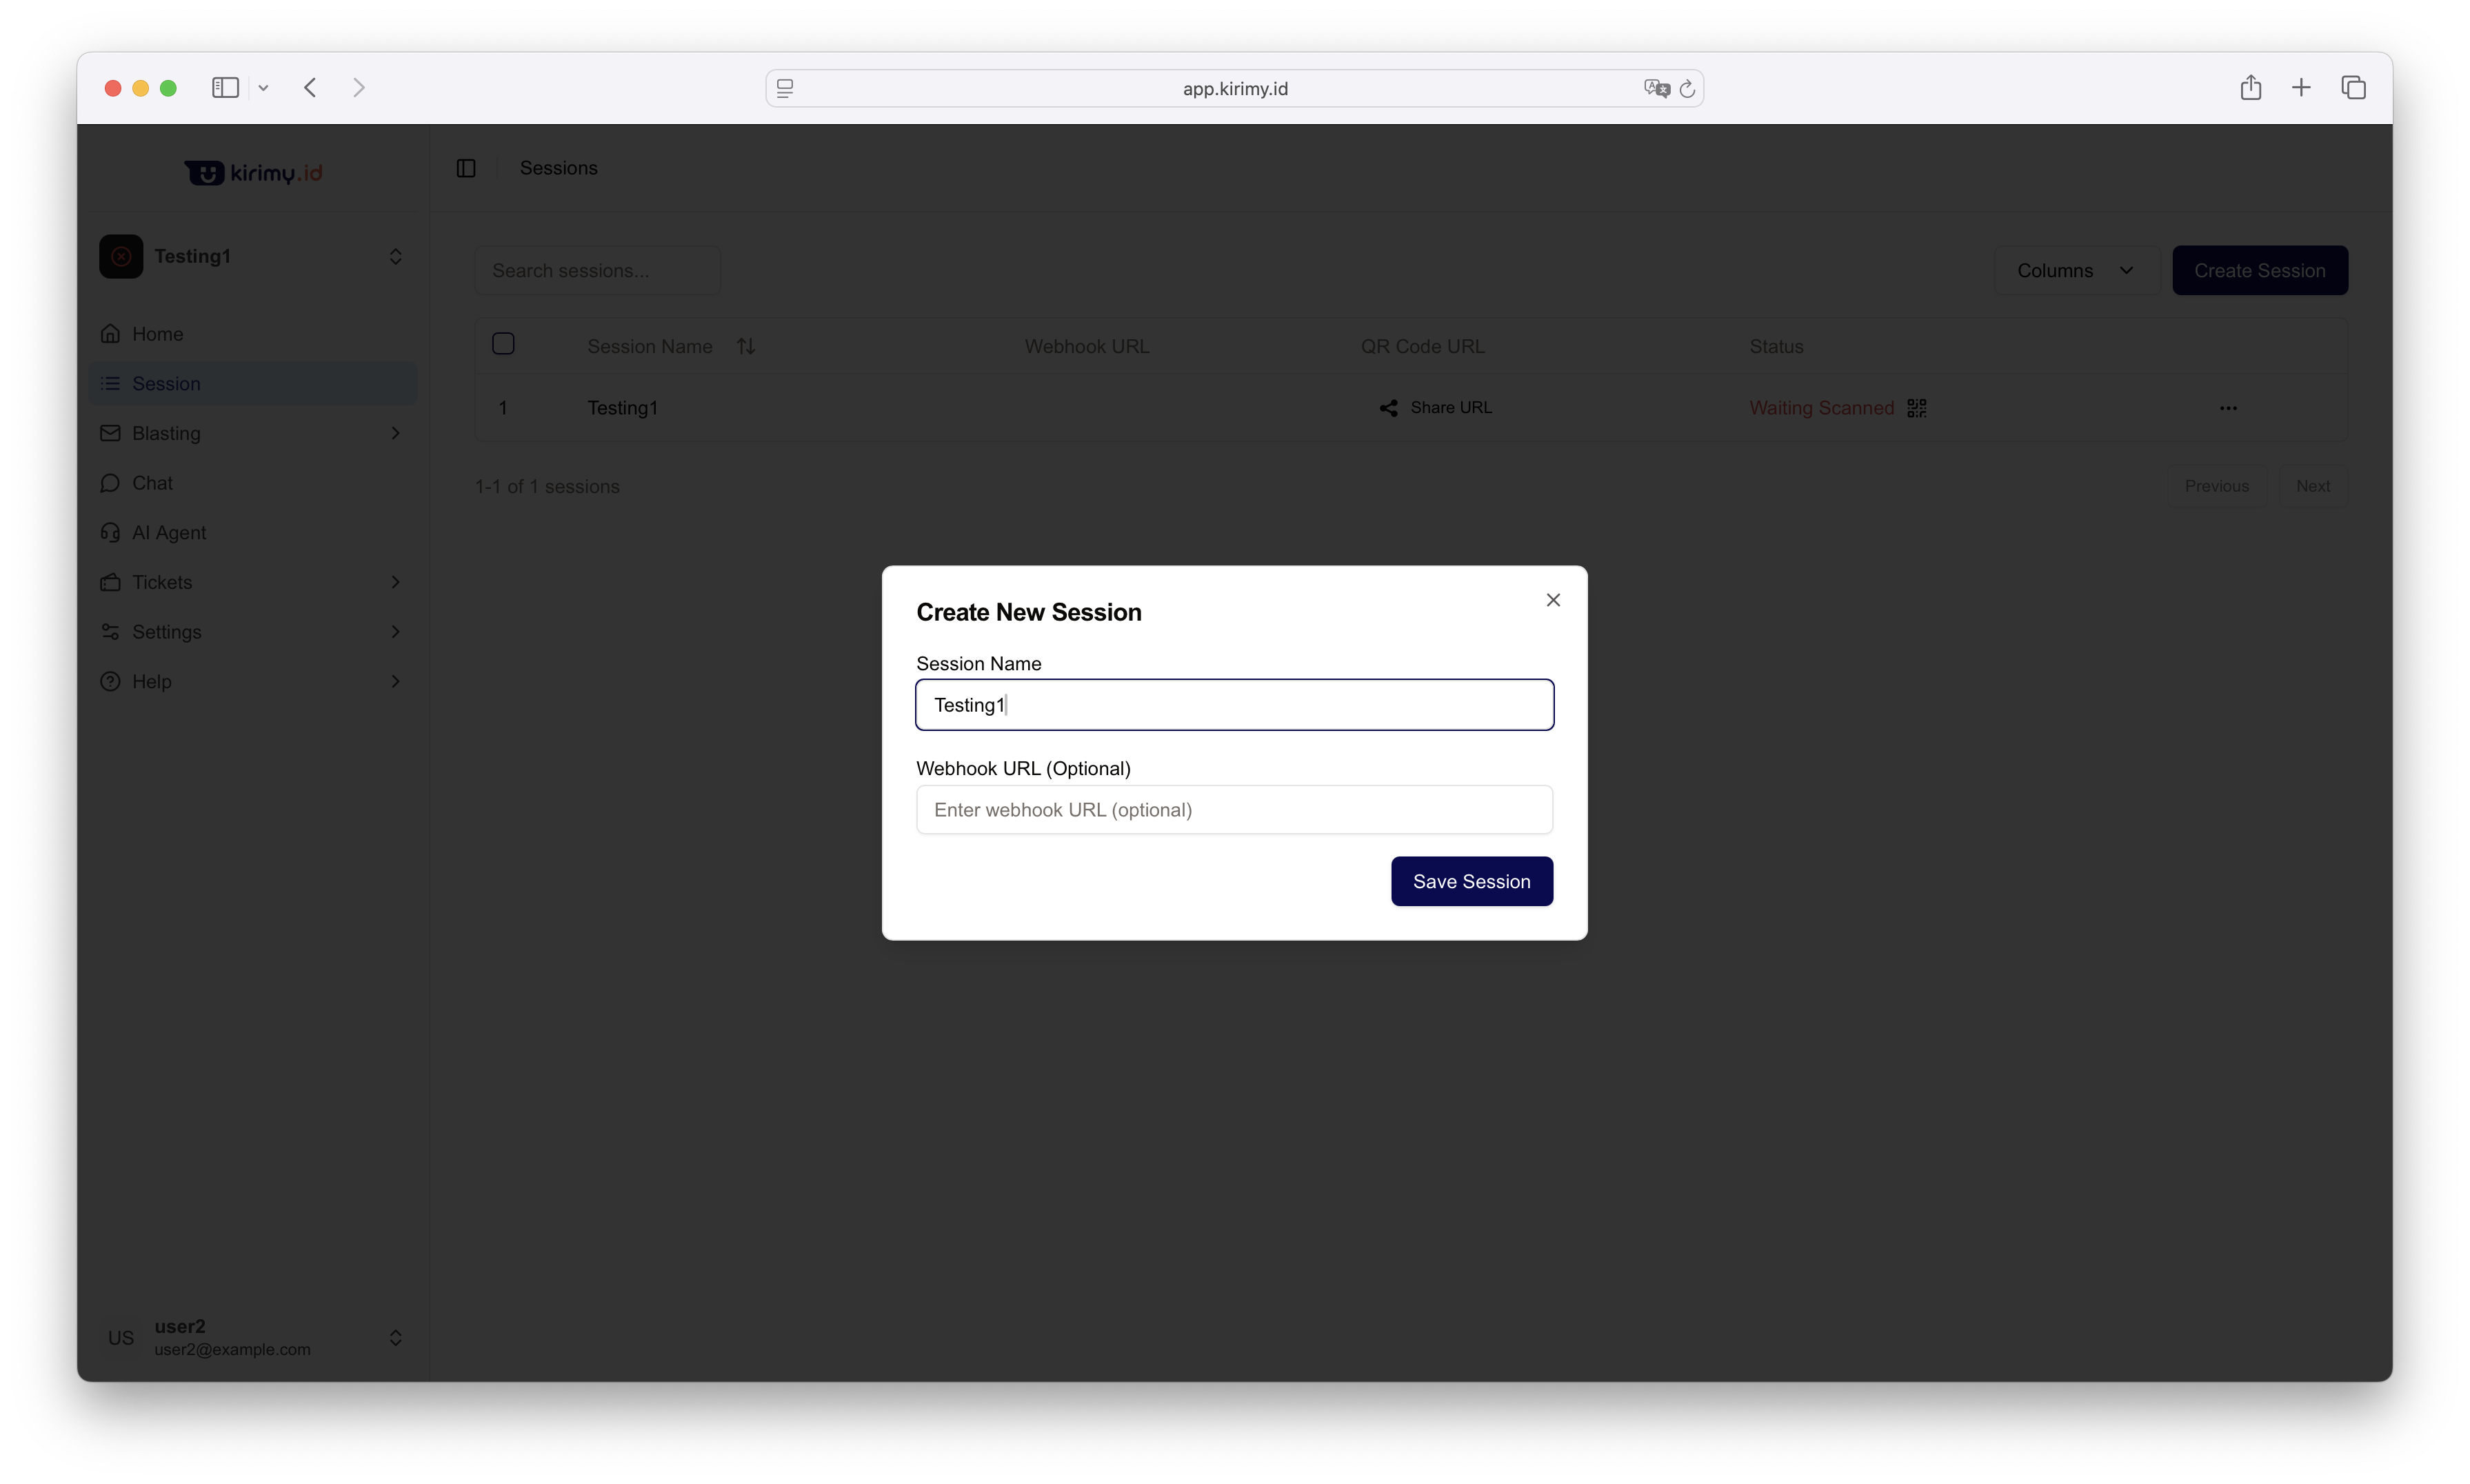 app.kirimy.id
kirimy.id
Sessions
Testing1
Search sessions...
Columns
Create Session
Home
Session
Blasting
Chat
AI Agent
Tickets
Settings
Help
Session Name
Webhook URL
QR Code URL
Status
1
Testing1
Share URL
Waiting Scanned
1-1 of 1 sessions
Previous
Next
Create New Session
Session Name
Testing1
Webhook URL (Optional)
Enter webhook URL (optional)
Save Session
US
user2
user2@example.com